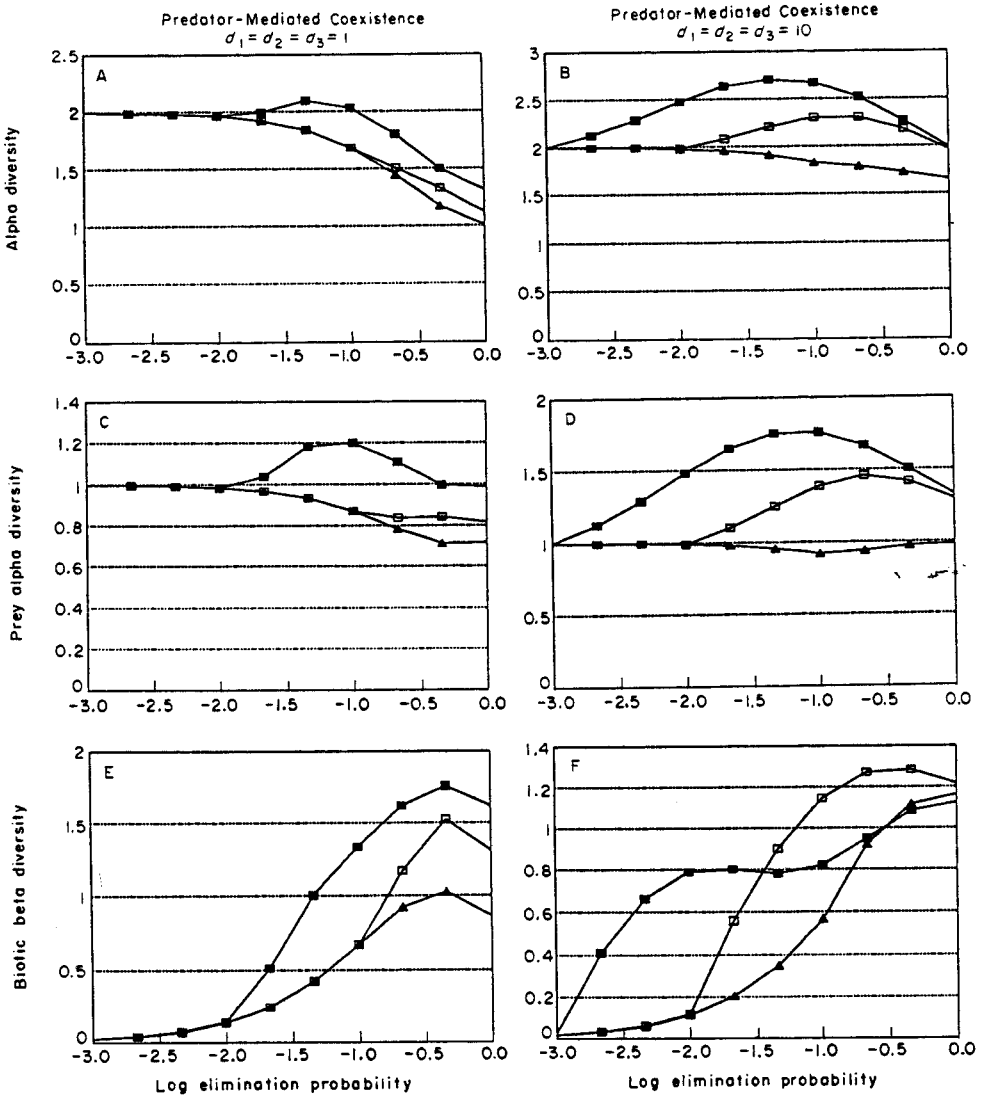 Predator-Mediated Coexistence
d1 = d2 = d3 = 1
Predator-Mediated Coexistence
d1 = d2 = d3 = 10
Alpha diversity
A
2.5
2
1.5
1
0.5
0
-3.0 -2.5 -2.0 -1.5 -1.0 -0.5 0.0
B
3
2.5
2
1.5
1
0.5
0
-3.0 -2.5 -2.0 -1.5 -1.0 -0.5 0.0
Prey alpha diversity
C
1.4
1.2
1
0.8
0.6
0.4
0.2
0
-3.0 -2.5 -2.0 -1.5 -1.0 -0.5 0.0
D
2
1.5
1
0.5
0
-3.0 -2.5 -2.0 -1.5 -1.0 -0.5 0.0
Biotic beta diversity
E
2
1.5
1
0.5
0
-3.0 -2.5 -2.0 -1.5 -1.0 -0.5 0.0
Log elimination probability
F
1.4
1.2
1
0.8
0.6
0.4
0.2
0
-3.0 -2.5 -2.0 -1.5 -1.0 -0.5 0.0
Log elimination probability